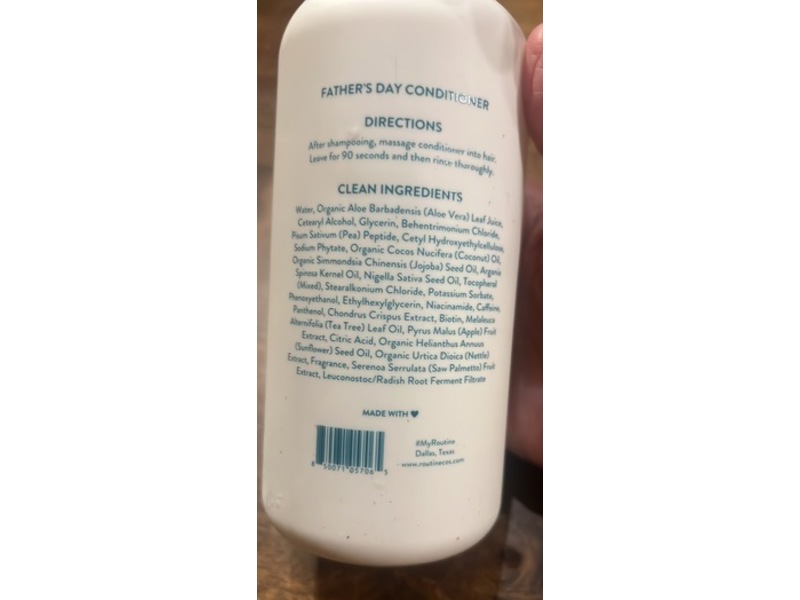 FATHER'S DAY CONDITIONER
DIRECTIONS
After shampooing, massage conditioner into hair.
Leave for 90 seconds and then rinse thoroughly.
CLEAN INGREDIENTS
Water, Organic Aloe Barbadensis (Aloe Vera) Leaf Juice,
Cetearyl Alcohol, Glycerin, Behentrimonium Chloride,
Pisum Sativum (Pea) Peptide, Cetyl Hydroxyethylcellulose,
Sodium Phytate, Organic Cocos Nucifera (Coconut) Oil,
Organic Simmondsia Chinensis (Jojoba) Seed Oil, Argania
Spinosa Kernel Oil, Nigella Sativa Seed Oil, Tocopherol
(Mixed), Stearalkonium Chloride, Potassium Sorbate,
Phenoxyethanol, Ethylhexylglycerin, Niacinamide, Caffeine,
Panthenol, Chondrus Crispus Extract, Biotin, Melaleuca
Alternifolia (Tea Tree) Leaf Oil, Pyrus Malus (Apple) Fruit
Extract, Citric Acid, Organic Helianthus Annuus
(Sunflower) Seed Oil, Organic Urtica Dioica (Nettle)
Extract, Fragrance, Serenoa Serrulata (Saw Palmetto) Fruit
Extract, Leuconostoc/Radish Root Ferment Filtrate
MADE WITH ♥
#MyRoutine
Dallas, Texas
www.routinecos.com
8 50071 05706 5